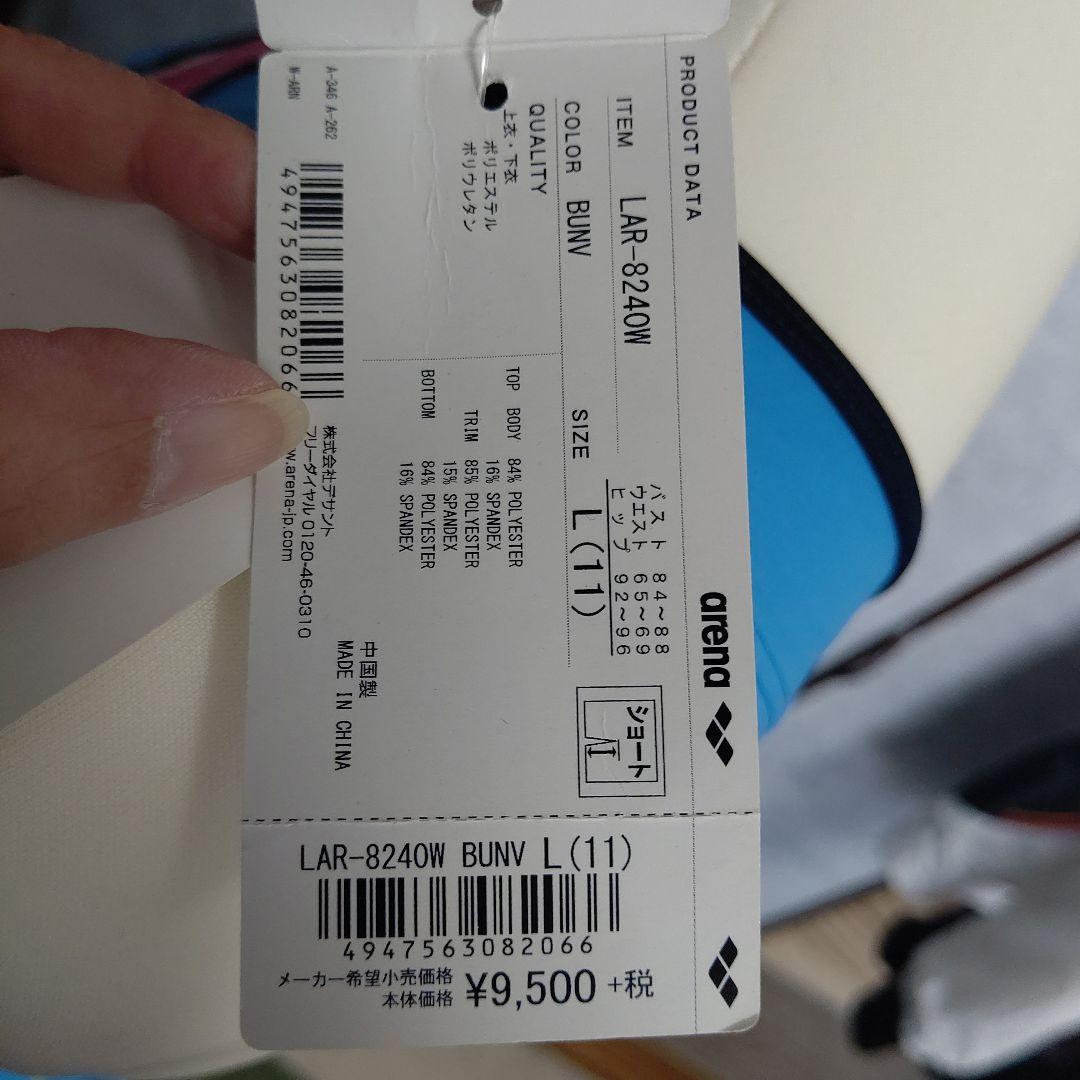 PRODUCT DATA
arena
ITEM LAR-8240W
バスト 84~88
ウエスト 65~69
ヒップ 92~96
COLOR BUNV
SIZE L(11)
ショート
QUALITY
上衣・下衣
ポリエステル
ポリウレタン
TOP BODY 84% POLYESTER
16% SPANDEX
TRIM 85% POLYESTER
15% SPANDEX
BOTTOM 84% POLYESTER
16% SPANDEX
中国製
MADE IN CHINA
A-346 A-262
W-ARN
4947563082066
株式会社デサント
フリーダイヤル 0120-46-0310
w.arena-jp.com
LAR-8240W BUNV L(11)
4947563082066
メーカー希望小売価格
本体価格 ¥9,500 +税